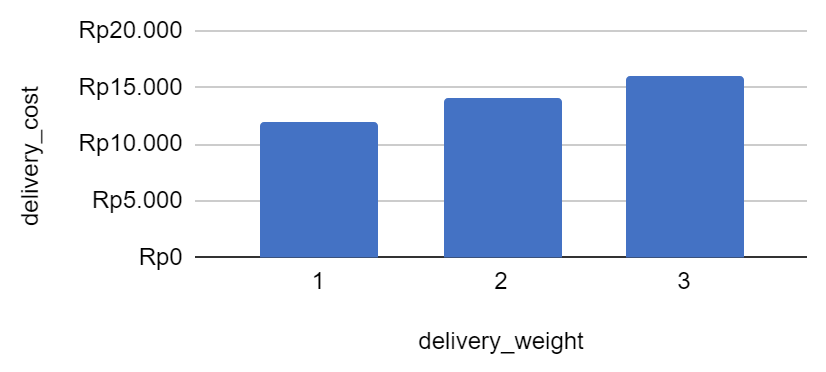 Rp20.000
Rp15.000
Rp10.000
Rp5.000
Rp0
delivery_cost
1 2 3
delivery_weight